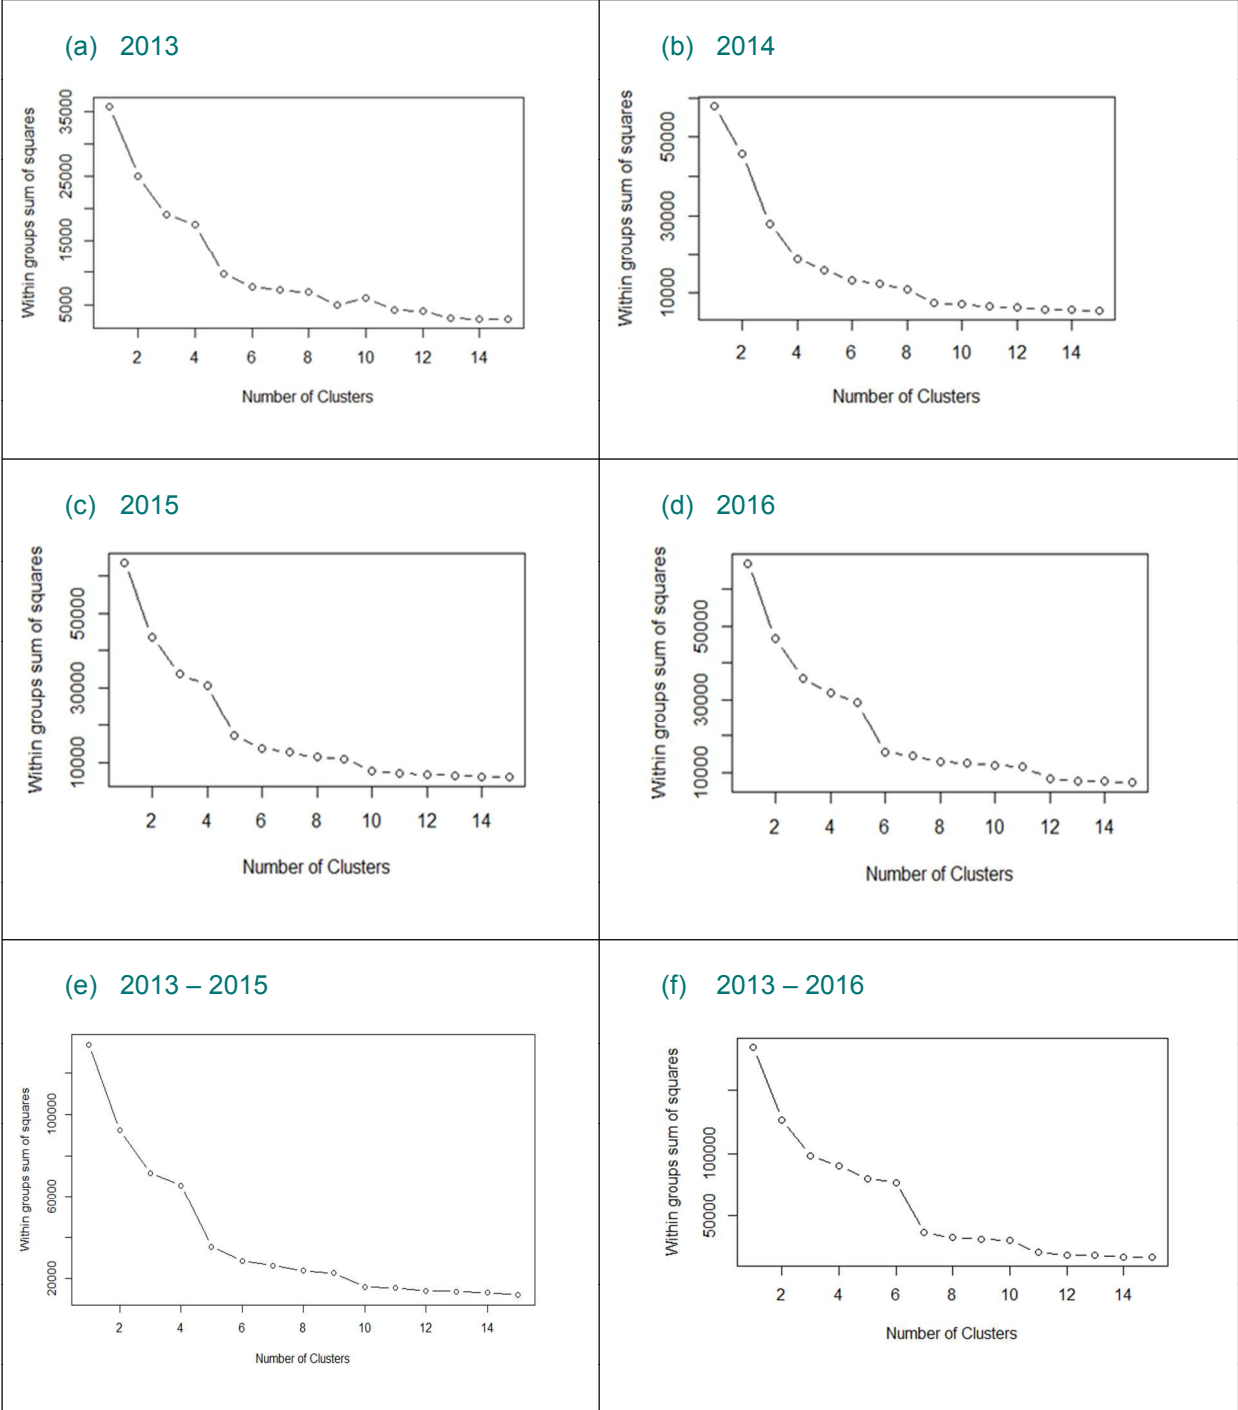 (a) 2013
Within groups sum of squares
35000
25000
15000
5000
2 4 6 8 10 12 14
Number of Clusters
(b) 2014
Within groups sum of squares
50000
30000
10000
2 4 6 8 10 12 14
Number of Clusters
(c) 2015
Within groups sum of squares
50000
30000
10000
2 4 6 8 10 12 14
Number of Clusters
(d) 2016
Within groups sum of squares
50000
30000
10000
2 4 6 8 10 12 14
Number of Clusters
(e) 2013 – 2015
Within groups sum of squares
100000
60000
20000
2 4 6 8 10 12 14
Number of Clusters
(f) 2013 – 2016
Within groups sum of squares
100000
50000
2 4 6 8 10 12 14
Number of Clusters